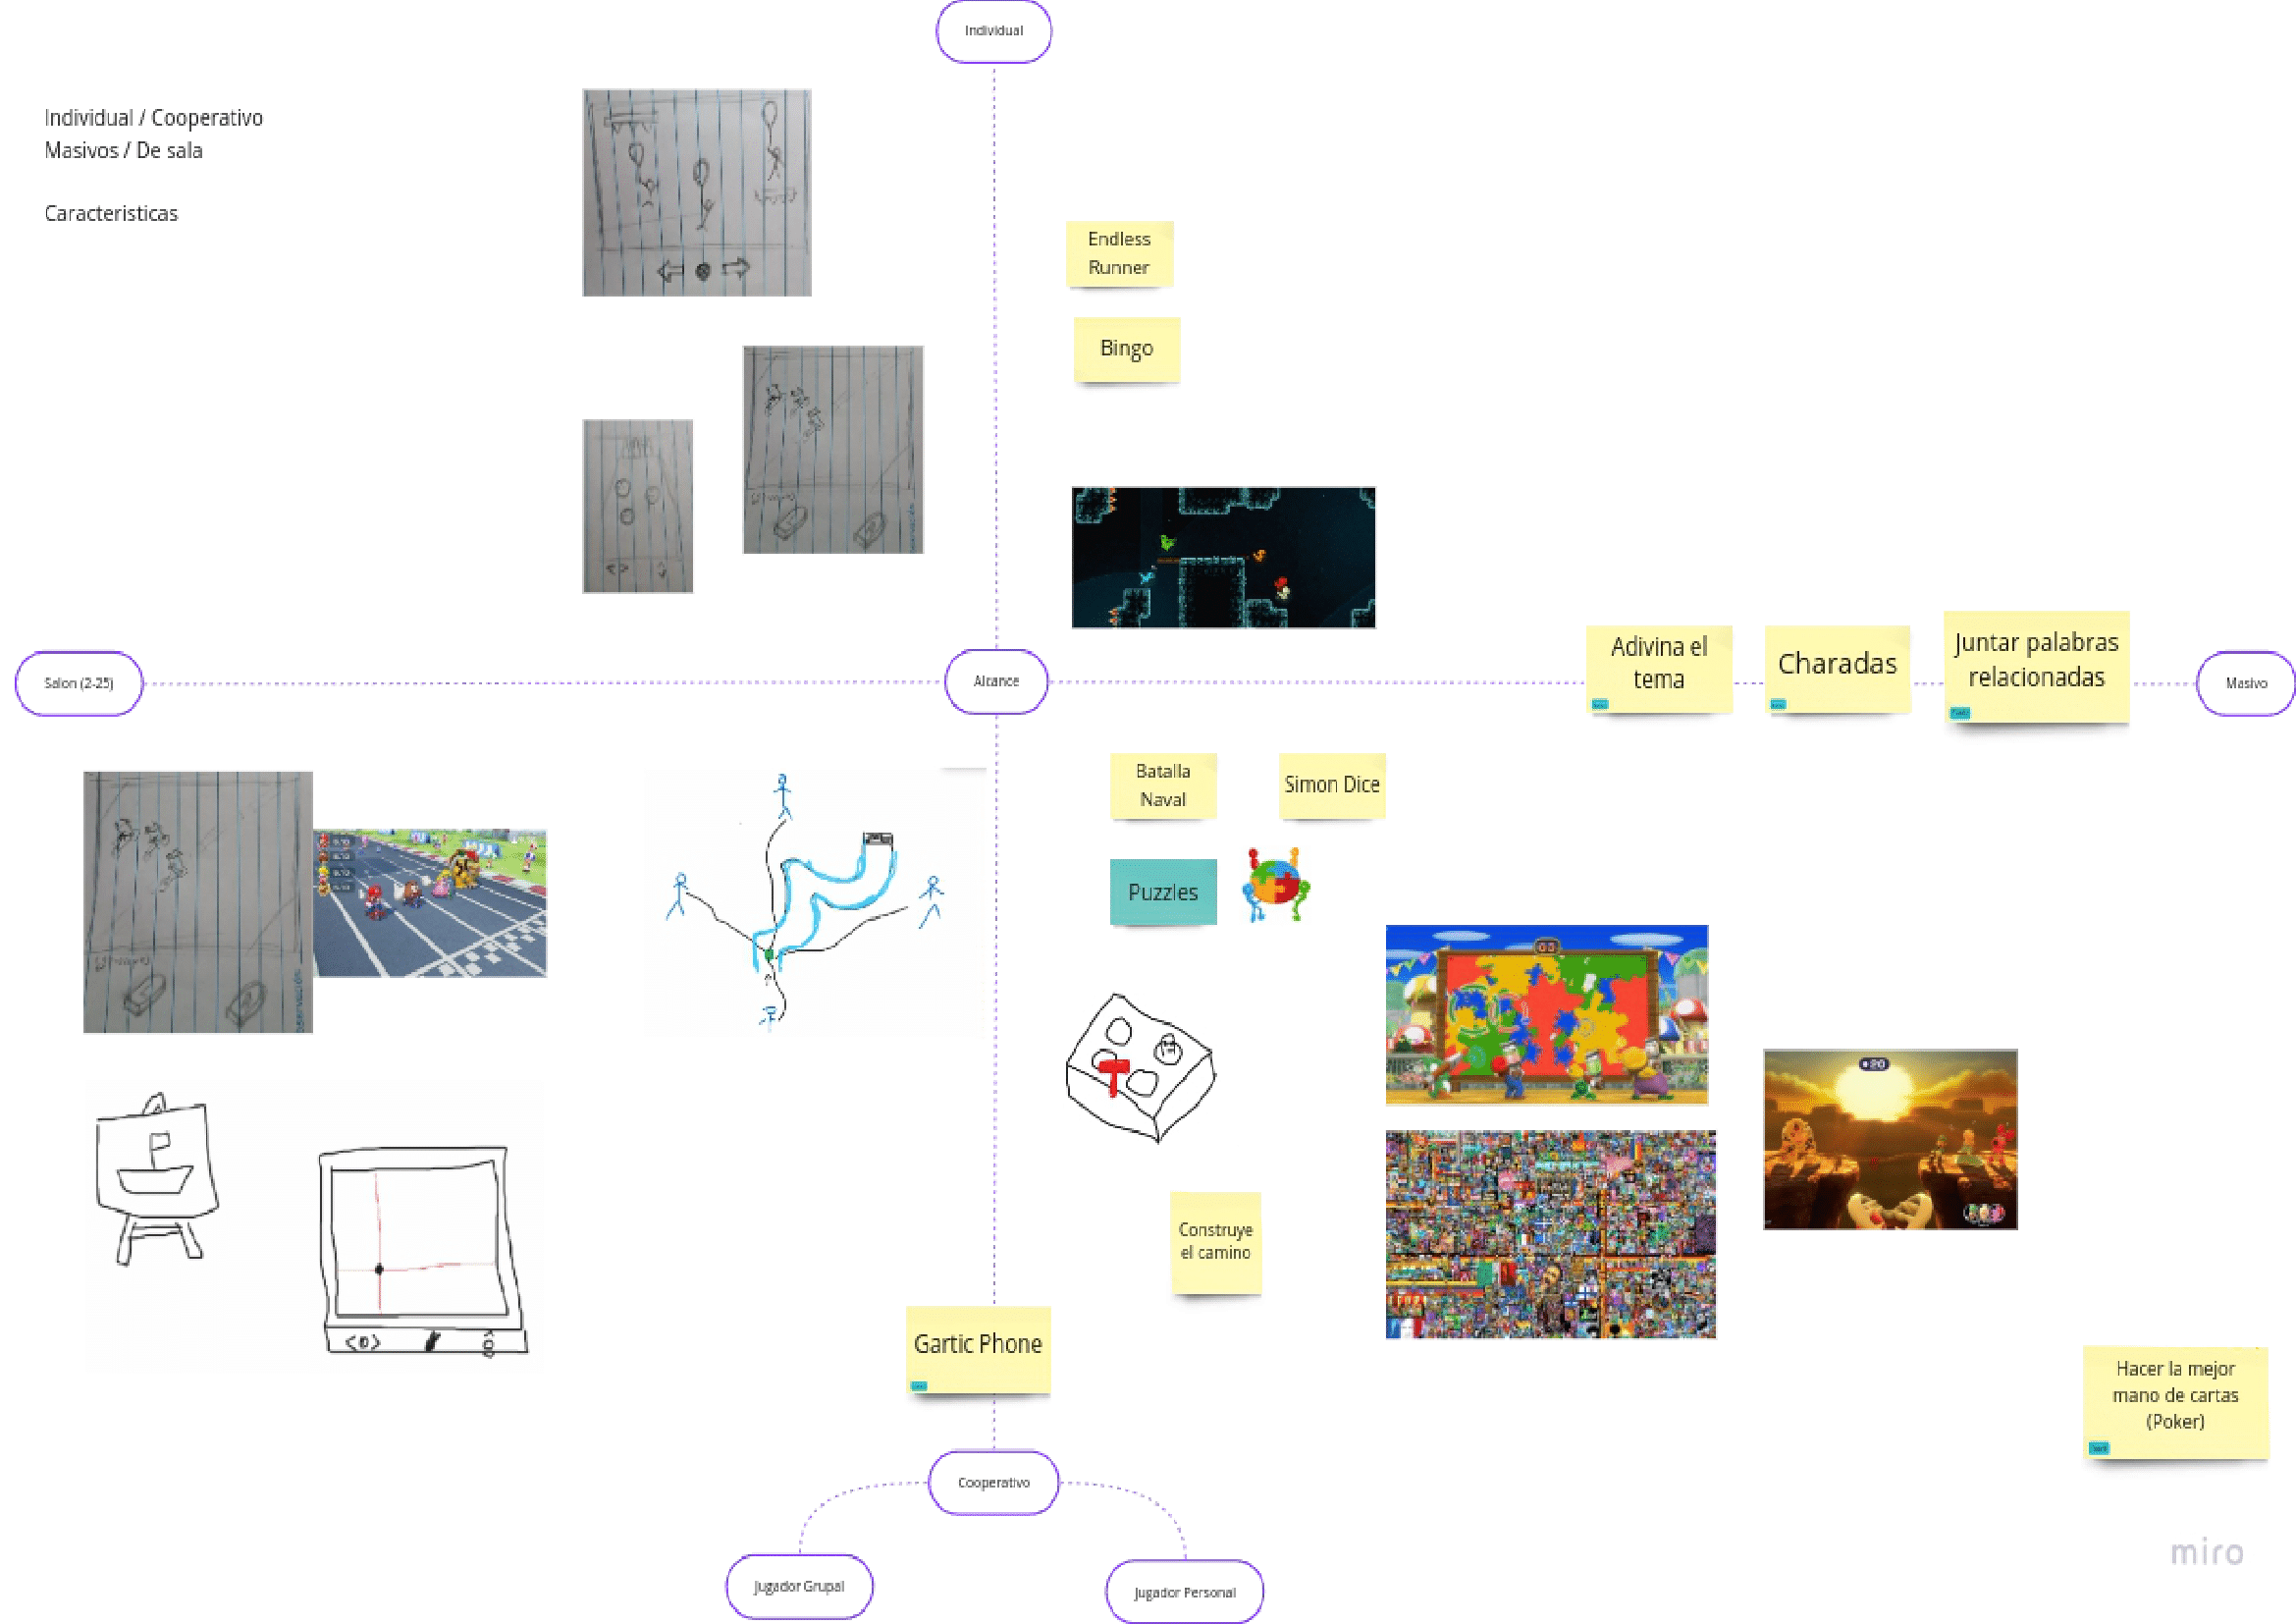 Individual
Individual / Cooperativo
Masivos / De sala
Caracteristicas
Endless
Runner
Bingo
Salon (2-25)
Alcance
Adivina el
tema
Charadas
Juntar palabras
relacionadas
Masivo
Batalla
Naval
Simon Dice
Puzzles
Construye
el camino
Gartic Phone
Hacer la mejor
mano de cartas
(Poker)
Cooperativo
Jugador Grupal
Jugador Personal
miro